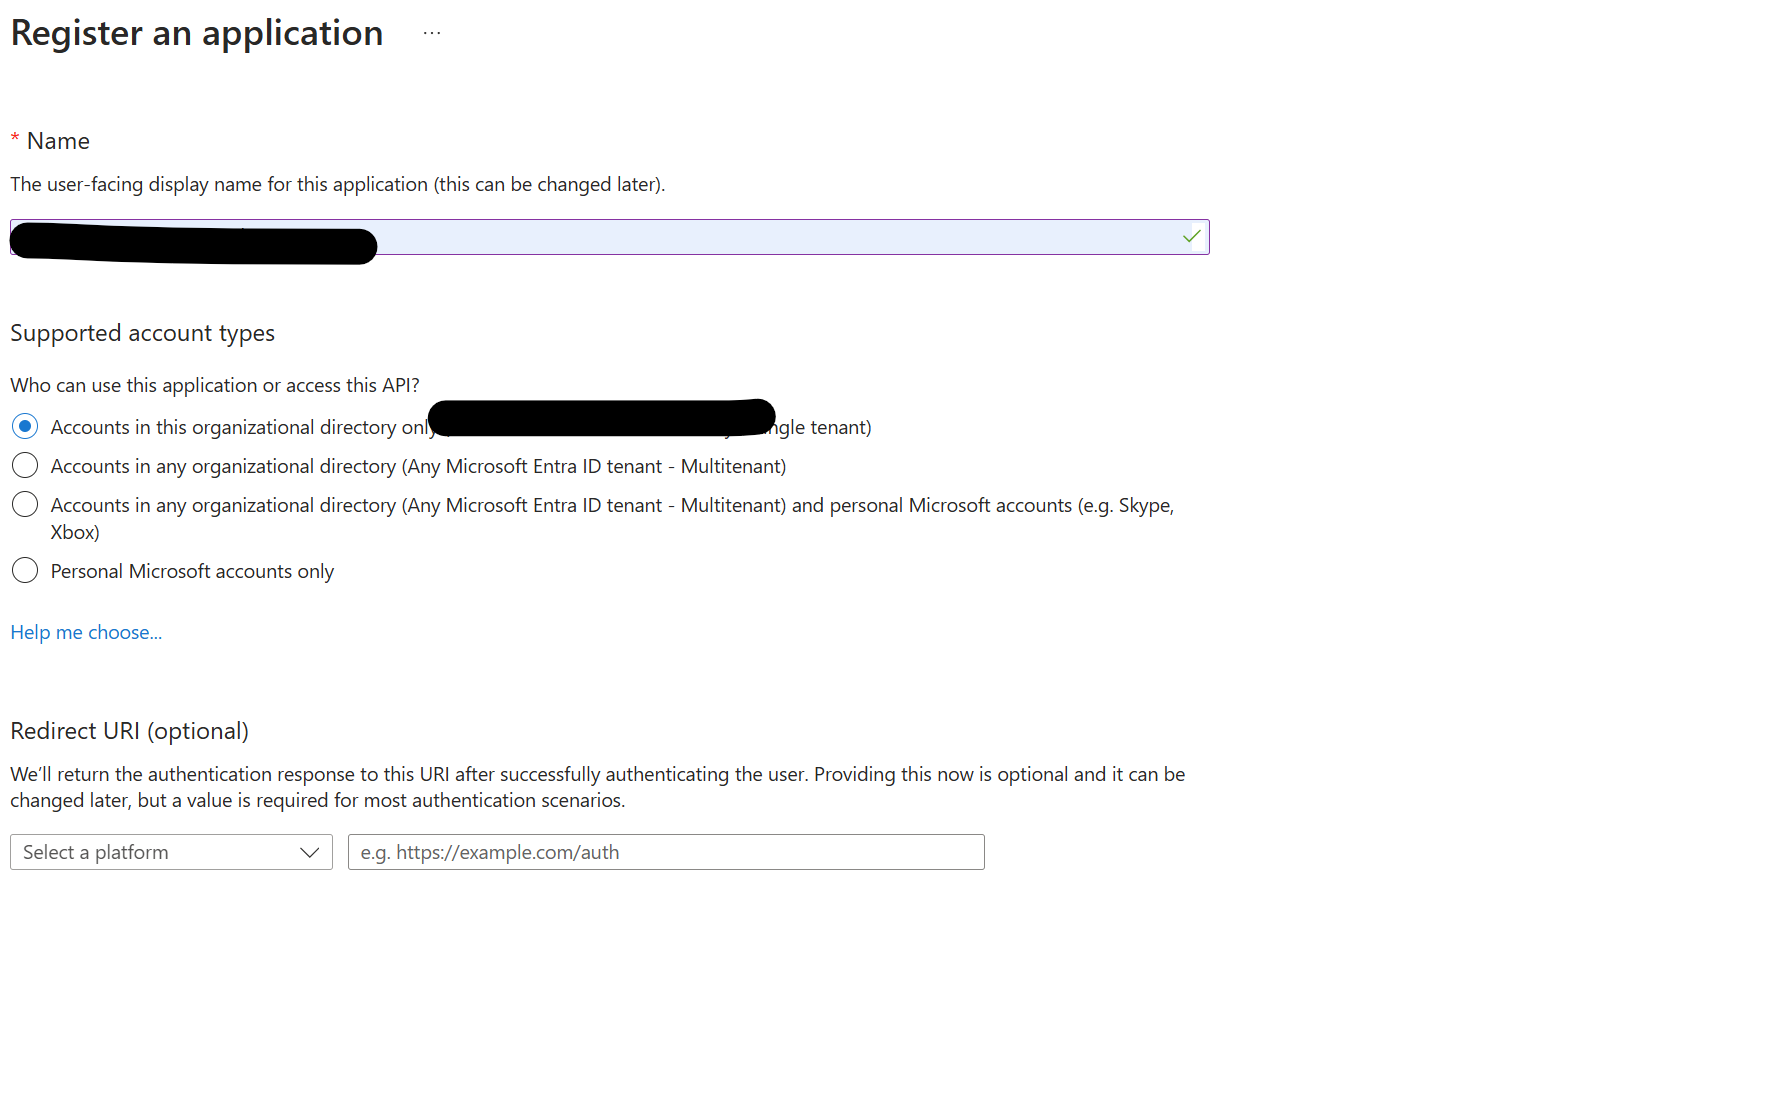 Register an application ...
* Name
The user-facing display name for this application (this can be changed later).
Supported account types
Who can use this application or access this API?
Accounts in this organizational directory only tenant)
Accounts in any organizational directory (Any Microsoft Entra ID tenant - Multitenant)
Accounts in any organizational directory (Any Microsoft Entra ID tenant - Multitenant) and personal Microsoft accounts (e.g. Skype,
Xbox)
Personal Microsoft accounts only
Help me choose...
Redirect URI (optional)
We'll return the authentication response to this URI after successfully authenticating the user. Providing this now is optional and it can be
changed later, but a value is required for most authentication scenarios.
Select a platform
e.g. https://example.com/auth